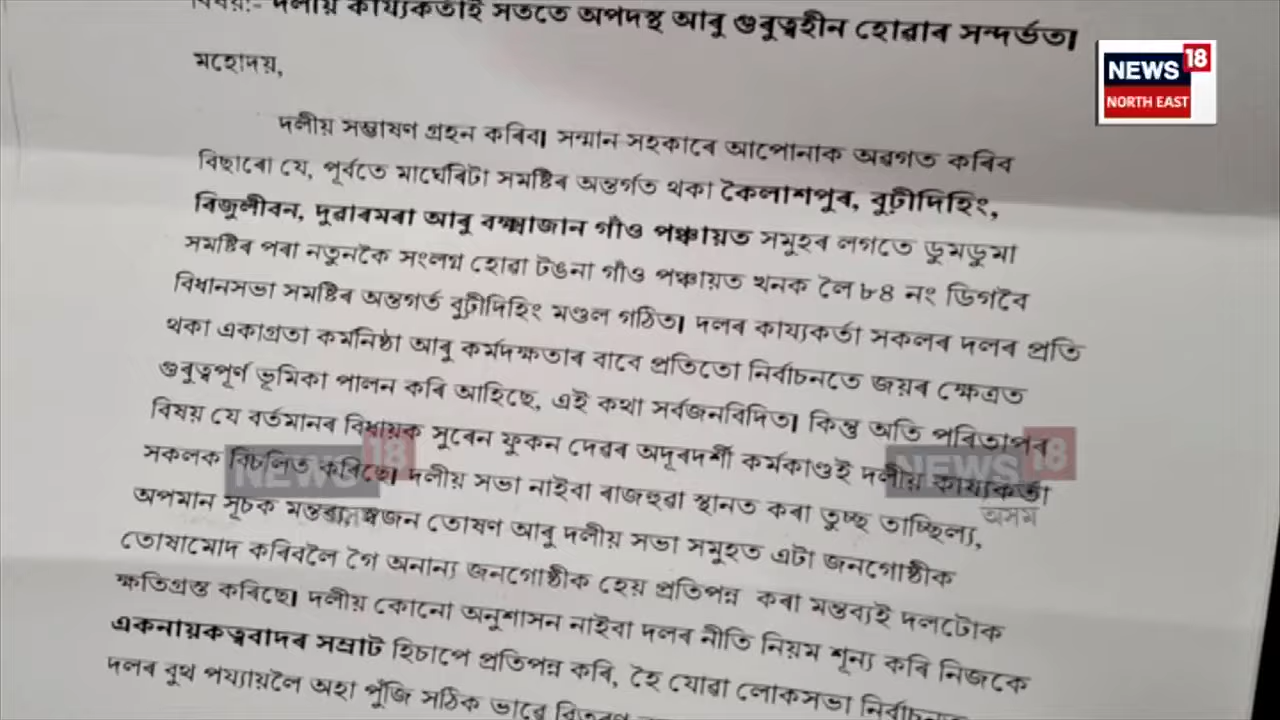 বিষয়:- দলীয় কাৰ্য্যকৰ্তাই সততে অপদস্থ আৰু গুৰুত্বহীন হোৱাৰ সন্দৰ্ভত।
NEWS 18
NORTH EAST
মহোদয়,
দলীয় সম্ভাষণ গ্ৰহন কৰিব। সন্মান সহকাৰে আপোনাক অৱগত কৰিব
বিছাৰো যে, পূৰ্বতে মাৰ্ঘেৰিটা সমষ্টিৰ অন্তৰ্গত থকা কৈলাশপুৰ, বুঢ়ীদিহিং,
ৰিজুলীবন, দুৱাৰমৰা আৰু বক্সাজান গাঁও পঞ্চায়ত সমুহৰ লগতে ডুমডুমা
সমষ্টিৰ পৰা নতুনকৈ সংলগ্ন হোৱা টঙনা গাঁও পঞ্চায়ত খনক লৈ ৮৪ নং ডিগবৈ
বিধানসভা সমষ্টিৰ অন্তৰ্গত বুঢ়ীদিহিং মণ্ডল গঠিত। দলৰ কাৰ্য্যকৰ্তা সকলৰ দলৰ প্ৰতি
থকা একাগ্ৰতা কৰ্মনিষ্ঠা আৰু কৰ্মদক্ষতাৰ বাবে প্ৰতিতো নিৰ্বাচনতে জয়ৰ ক্ষেত্ৰত
গুৰুত্বপূৰ্ণ ভূমিকা পালন কৰি আহিছে, এই কথা সৰ্বজনবিদিত। কিন্তু অতি পৰিতাপৰ
বিষয় যে বৰ্তমানৰ বিধায়ক সুৰেন ফুকন দেৱৰ অদূৰদৰ্শী কৰ্মকাণ্ডই দলীয় কাৰ্য্যকৰ্তা
সকলক বিচলিত কৰিছে। দলীয় সভা নাইবা ৰাজহুৱা স্থানত কৰা তুচ্ছ তাচ্ছিল্য,
অপমান সূচক মন্তব্য, স্বজন তোষণ আৰু দলীয় সভা সমূহত এটা জনগোষ্ঠীক
তোষামোদ কৰিবলৈ গৈ অনান্য জনগোষ্ঠীক হেয় প্ৰতিপন্ন কৰা মন্তব্যই দলটোক
ক্ষতিগ্ৰস্ত কৰিছে। দলীয় কোনো অনুশাসন নাইবা দলৰ নীতি নিয়ম শূন্য কৰি নিজকে
একনায়কত্ববাদৰ সম্ৰাট হিচাপে প্ৰতিপন্ন কৰি, হৈ যোৱা লোকসভা নিৰ্বাচনত
দলৰ বুথ পৰ্য্যায়লৈ অহা পুঁজি সঠিক ভাৱে বিতৰণ
NEWS 18
NEWS 18
অসম